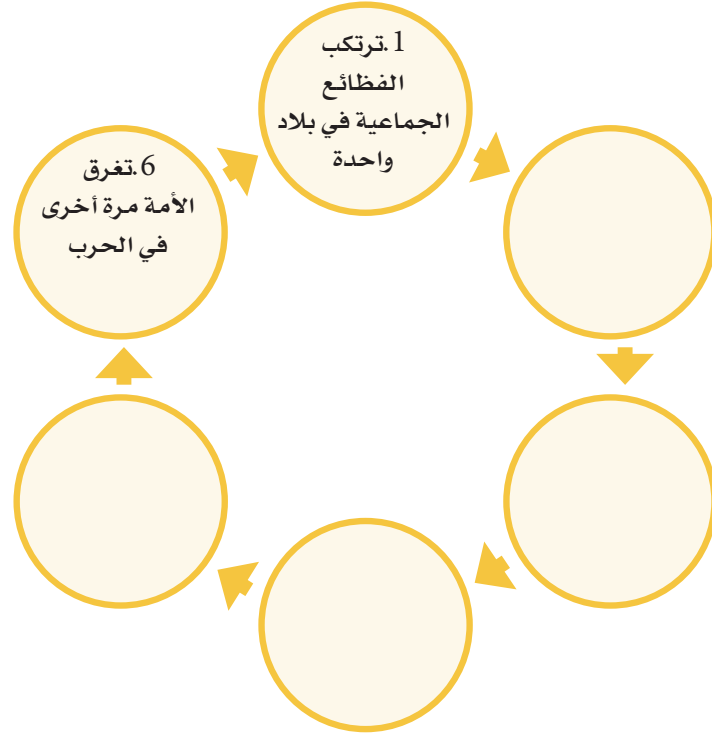 1.ترتكب
الفظائع
الجماعية في بلاد
واحدة
6.تغرق
الأمة مرة أخرى
في الحرب